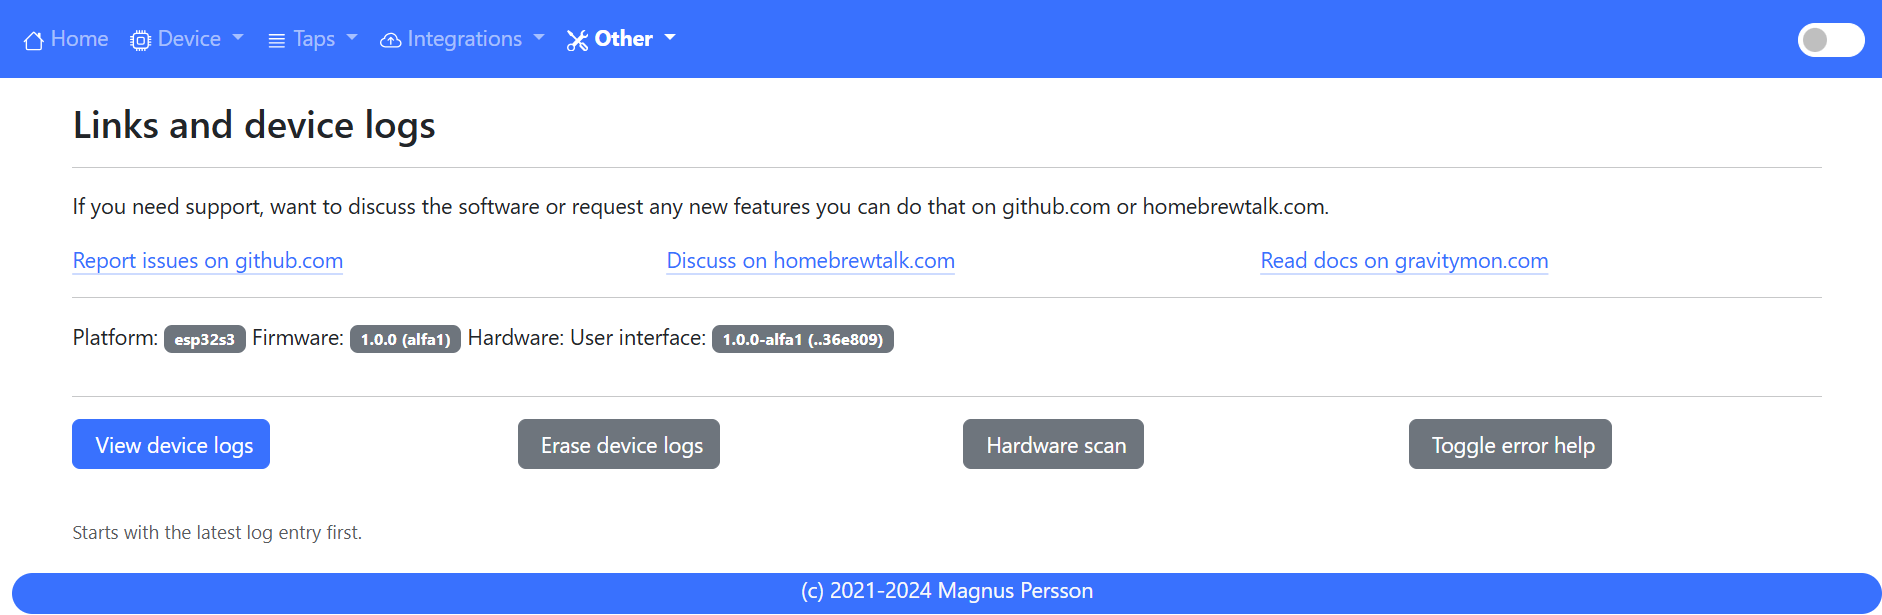 Home Device Taps Integrations Other
Links and device logs
If you need support, want to discuss the software or request any new features you can do that on github.com or homebrewtalk.com.
Report issues on github.com Discuss on homebrewtalk.com Read docs on gravitymon.com
Platform: esp32s3 Firmware: 1.0.0 (alfa1) Hardware: User interface: 1.0.0-alfa1 (..36e809)
View device logs Erase device logs Hardware scan Toggle error help
Starts with the latest log entry first.
(c) 2021-2024 Magnus Persson